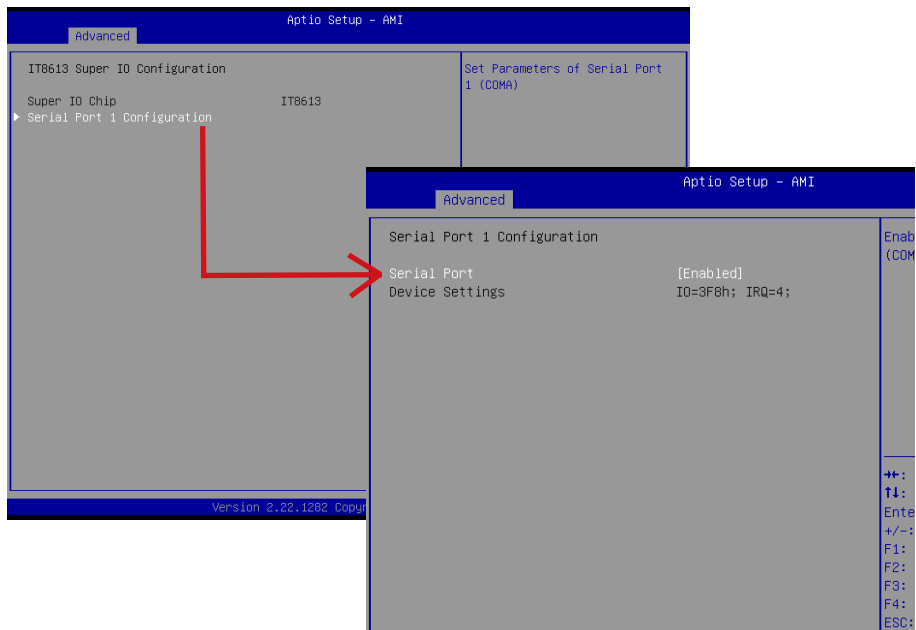 Aptio Setup – AMI
Advanced
IT8613 Super IO Configuration
Super IO Chip IT8613
Serial Port 1 Configuration
Set Parameters of Serial Port
1 (COMA)
Version 2.22.1282
Aptio Setup – AMI
Advanced
Serial Port 1 Configuration
Serial Port [Enabled]
Device Settings IO=3F8h; IRQ=4;
→←:
↑↓:
+/-:
F1:
F2:
F3:
F4:
ESC: